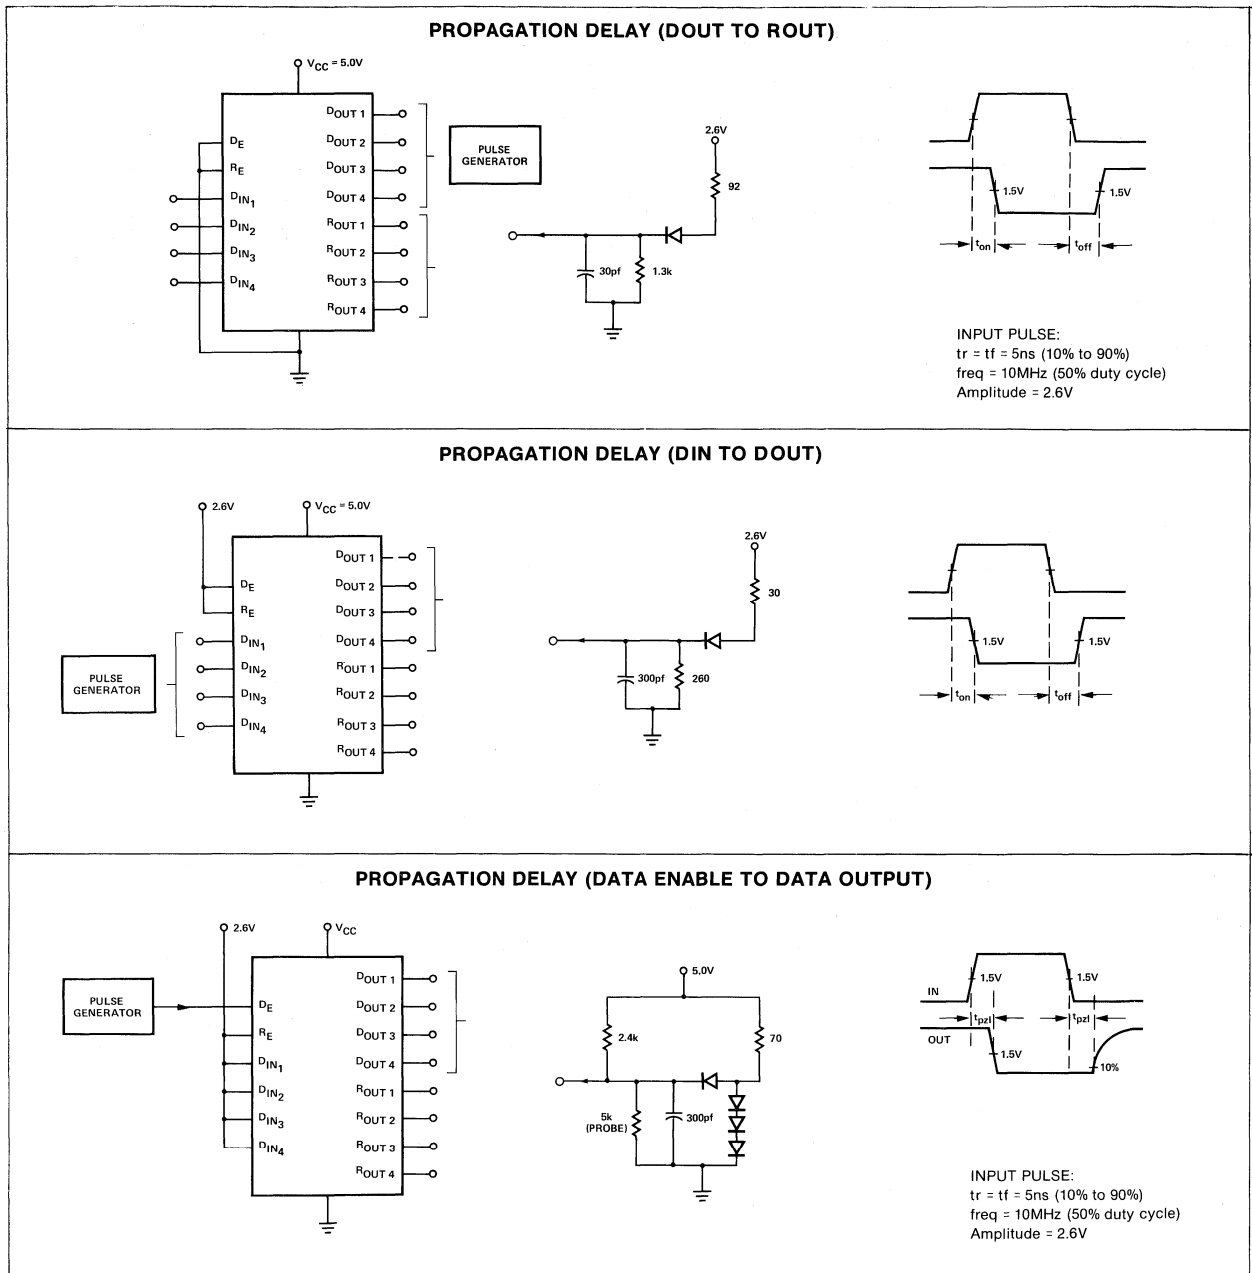 PROPAGATION DELAY (DOUT TO ROUT)
VCC = 5.0V
DE
RE
DIN1
DIN2
DIN3
DIN4
DOUT 1
DOUT 2
DOUT 3
DOUT 4
ROUT 1
ROUT 2
ROUT 3
ROUT 4
PULSE
GENERATOR
2.6V
92
30pf
1.3k
1.5V
1.5V
ton
toff
INPUT PULSE:
tr = tf = 5ns (10% to 90%)
freq = 10MHz (50% duty cycle)
Amplitude = 2.6V
PROPAGATION DELAY (DIN TO DOUT)
2.6V
VCC = 5.0V
PULSE
GENERATOR
DE
RE
DIN1
DIN2
DIN3
DIN4
DOUT 1
DOUT 2
DOUT 3
DOUT 4
ROUT 1
ROUT 2
ROUT 3
ROUT 4
2.6V
30
300pf
260
1.5V
1.5V
ton
toff
PROPAGATION DELAY (DATA ENABLE TO DATA OUTPUT)
2.6V
VCC
PULSE
GENERATOR
DE
RE
DIN1
DIN2
DIN3
DIN4
DOUT 1
DOUT 2
DOUT 3
DOUT 4
ROUT 1
ROUT 2
ROUT 3
ROUT 4
5.0V
2.4k
70
5k
(PROBE)
300pf
IN
1.5V
1.5V
tpzl
tpzl
OUT
1.5V
10%
INPUT PULSE:
tr = tf = 5ns (10% to 90%)
freq = 10MHz (50% duty cycle)
Amplitude = 2.6V